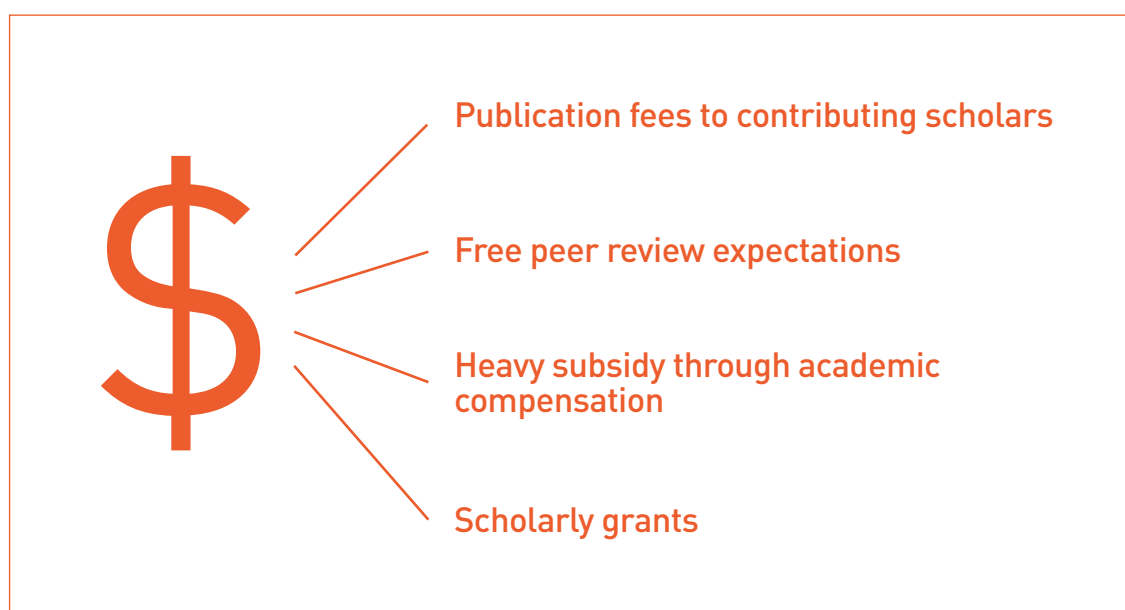 $
Publication fees to contributing scholars
Free peer review expectations
Heavy subsidy through academic
compensation
Scholarly grants